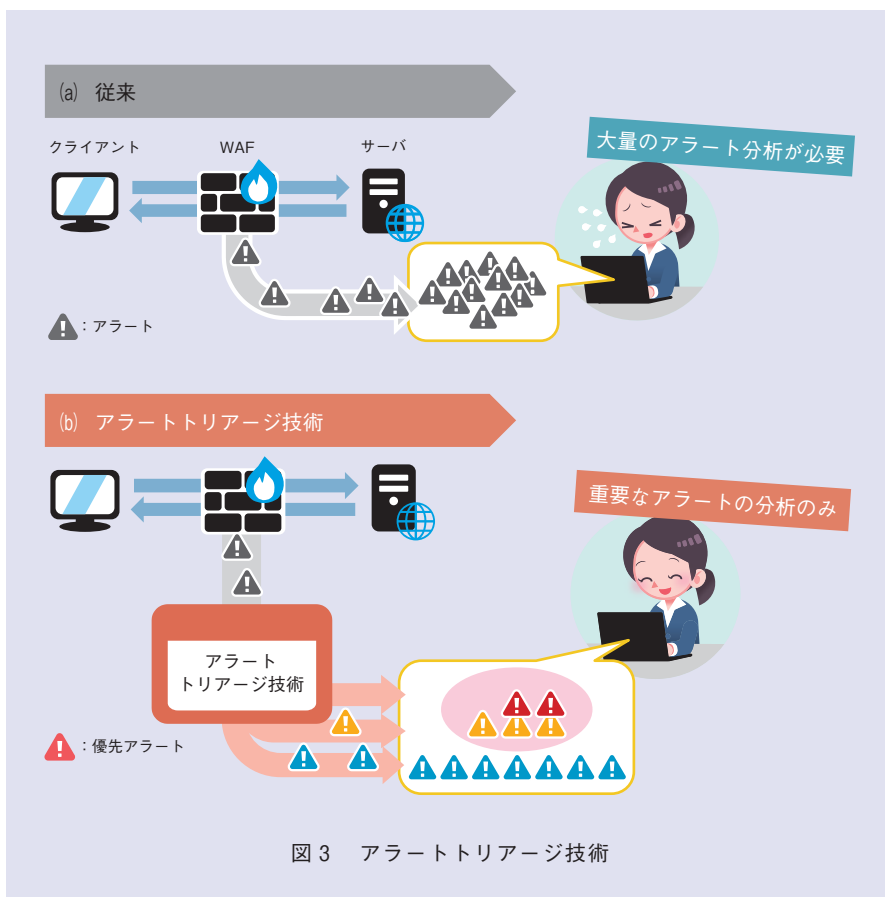 (a) 従来
クライアント
WAF
サーバ
大量のアラート分析が必要
:アラート
(b) アラートトリアージ技術
重要なアラートの分析のみ
アラート
トリアージ技術
:優先アラート
図3 アラートトリアージ技術